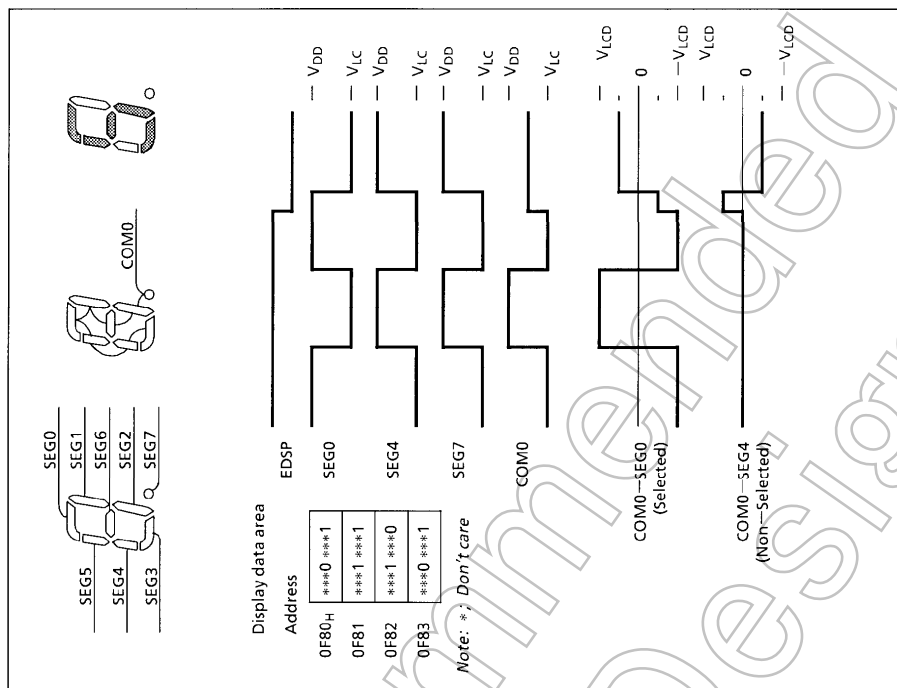 SEG0
SEG1
SEG6
SEG2
SEG7
SEG5
SEG4
SEG3
COM0
Display data area
Address
0F80H ***0 ***1
0F81 ***1 ***1
0F82 ***1 ***0
0F83 ***0 ***1
Note: *; Don't care
EDSP
SEG0
VDD
VLC
SEG4
VDD
VLC
SEG7
VDD
VLC
COM0
VDD
VLC
COM0—SEG0
(Selected)
VLCD
0
—VLCD
COM0—SEG4
(Non—Selected)
VLCD
0
—VLCD
mmended
Desig